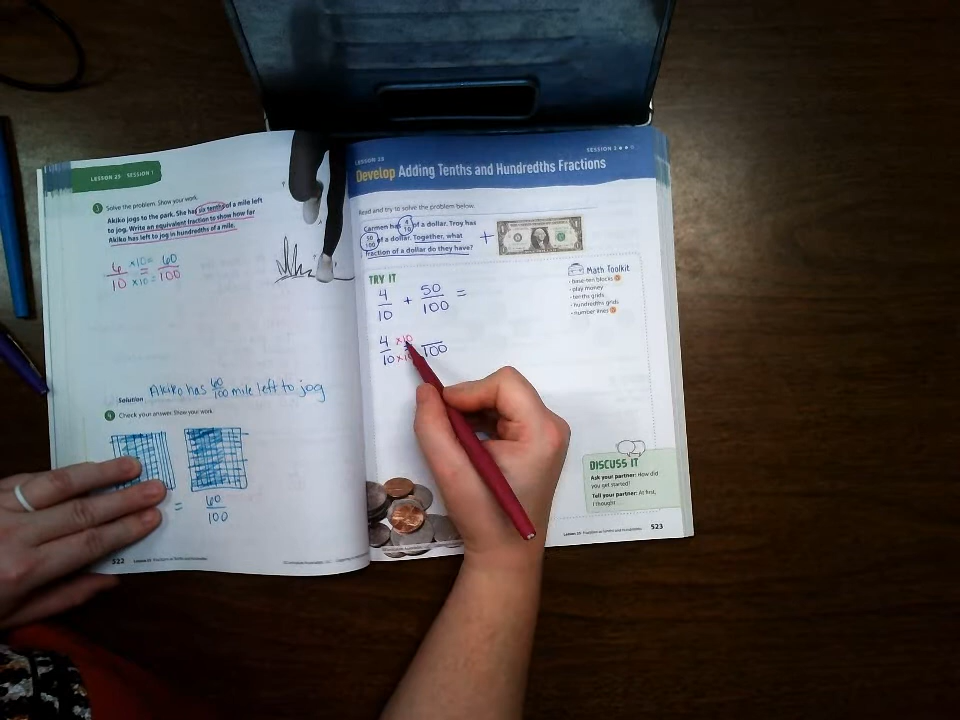 LESSON 25 SESSION 1
3 Solve the problem. Show your work.
Akiko jogs to the park. She has six tenths of a mile left
to jog. Write an equivalent fraction to show how far
Akiko has left to jog in hundredths of a mile.
6/10 ×10 ×10 = 60/100
Solution Akiko has 60/100 mile left to jog
4 Check your answer. Show your work.
= 60/100
522
LESSON 25 SESSION 2
Develop Adding Tenths and Hundredths Fractions
Read and try to solve the problem below.
Carmen has 4/10 of a dollar. Troy has
50/100 of a dollar. Together, what
fraction of a dollar do they have?
+
TRY IT
4/10 + 50/100 =
4/10 ×10 ×10 /100
Math Toolkit
• base-ten blocks
• play money
• tenths grids
• hundredths grids
• number lines
DISCUSS IT
Ask your partner: How did
you get started?
Tell your partner: At first,
I thought
523